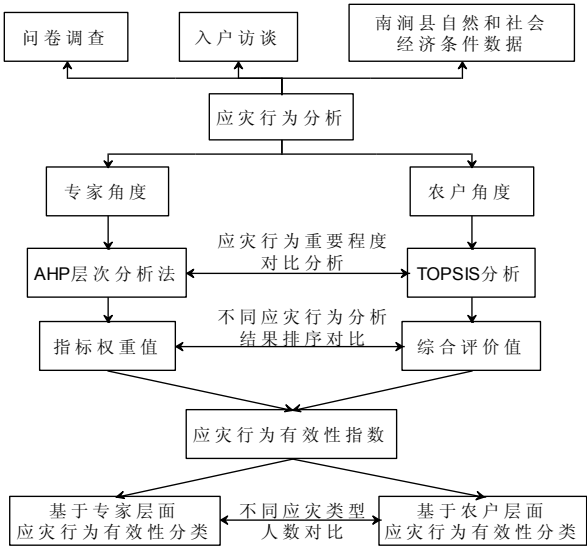 问卷调查
入户访谈
南涧县自然和社会
经济条件数据
应灾行为分析
专家角度
农户角度
应灾行为重要程度
对比分析
AHP层次分析法
TOPSIS分析
不同应灾行为分析
结果排序对比
指标权重值
综合评价值
应灾行为有效性指数
基于专家层面
应灾行为有效性分类
不同应灾类型
人数对比
基于农户层面
应灾行为有效性分类